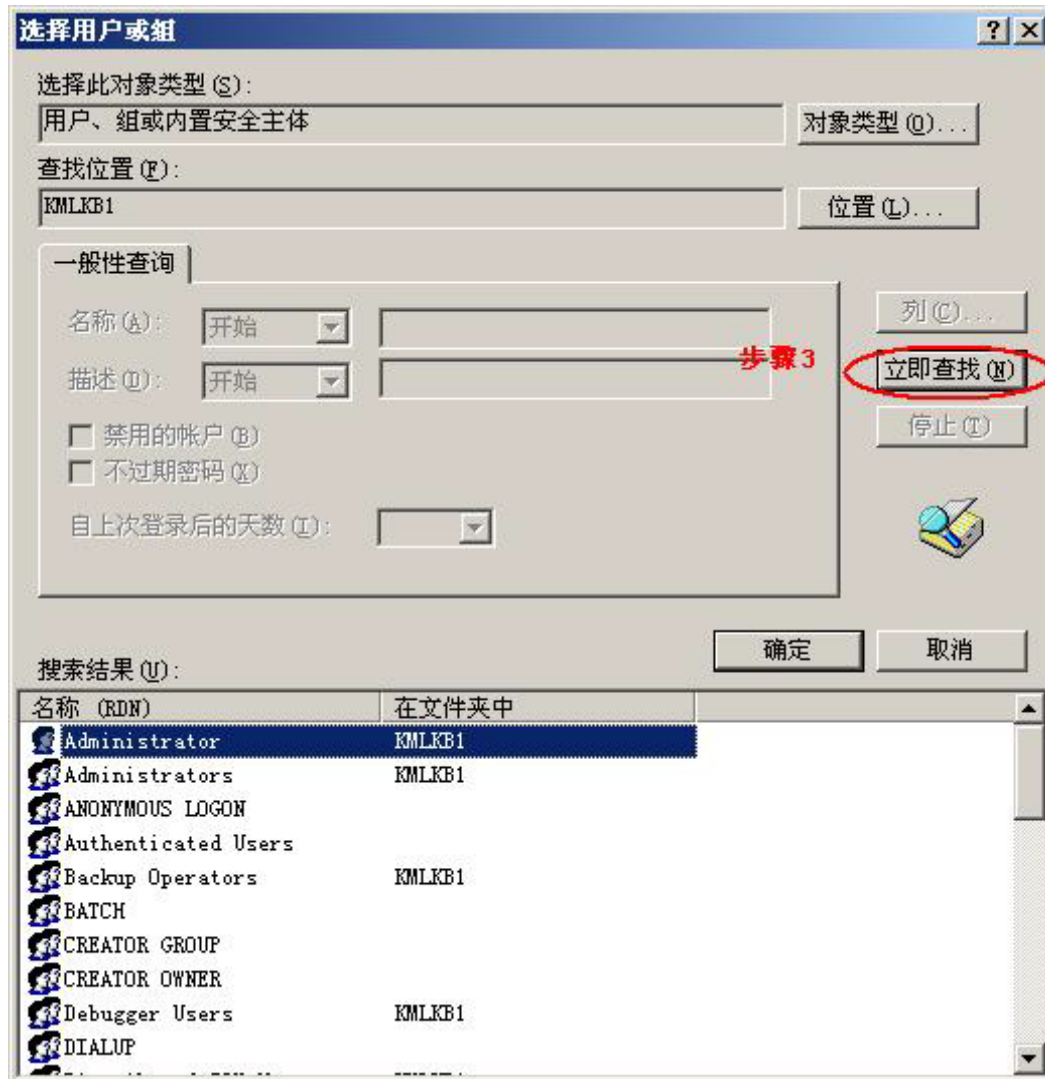 选择用户或组
选择此对象类型(S):
用户、组或内置安全主体
对象类型(O)...
查找位置(F):
KMLKB1
位置(L)...
一般性查询
名称(A): 开始
列(C)...
步骤3
立即查找(N)
描述(D): 开始
停止(T)
禁用的帐户(B)
不过期密码(X)
自上次登录后的天数(I):
确定 取消
搜索结果(U):
名称 (RDN) 在文件夹中
Administrator KMLKB1
Administrators KMLKB1
ANONYMOUS LOGON
Authenticated Users
Backup Operators KMLKB1
BATCH
CREATOR GROUP
CREATOR OWNER
Debugger Users KMLKB1
DIALUP